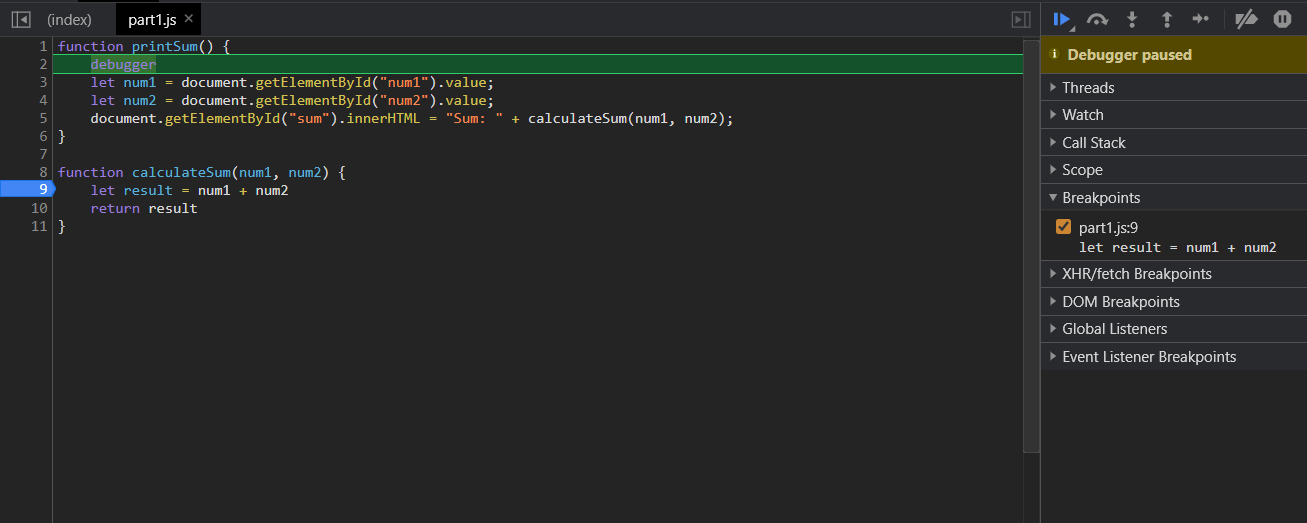 (index) part1.js ×
1 function printSum() {
2     debugger
3     let num1 = document.getElementById("num1").value;
4     let num2 = document.getElementById("num2").value;
5     document.getElementById("sum").innerHTML = "Sum: " + calculateSum(num1, num2);
6 }
7
8 function calculateSum(num1, num2) {
9     let result = num1 + num2
10     return result
11 }
Debugger paused
Threads
Watch
Call Stack
Scope
Breakpoints
part1.js:9
let result = num1 + num2
XHR/fetch Breakpoints
DOM Breakpoints
Global Listeners
Event Listener Breakpoints